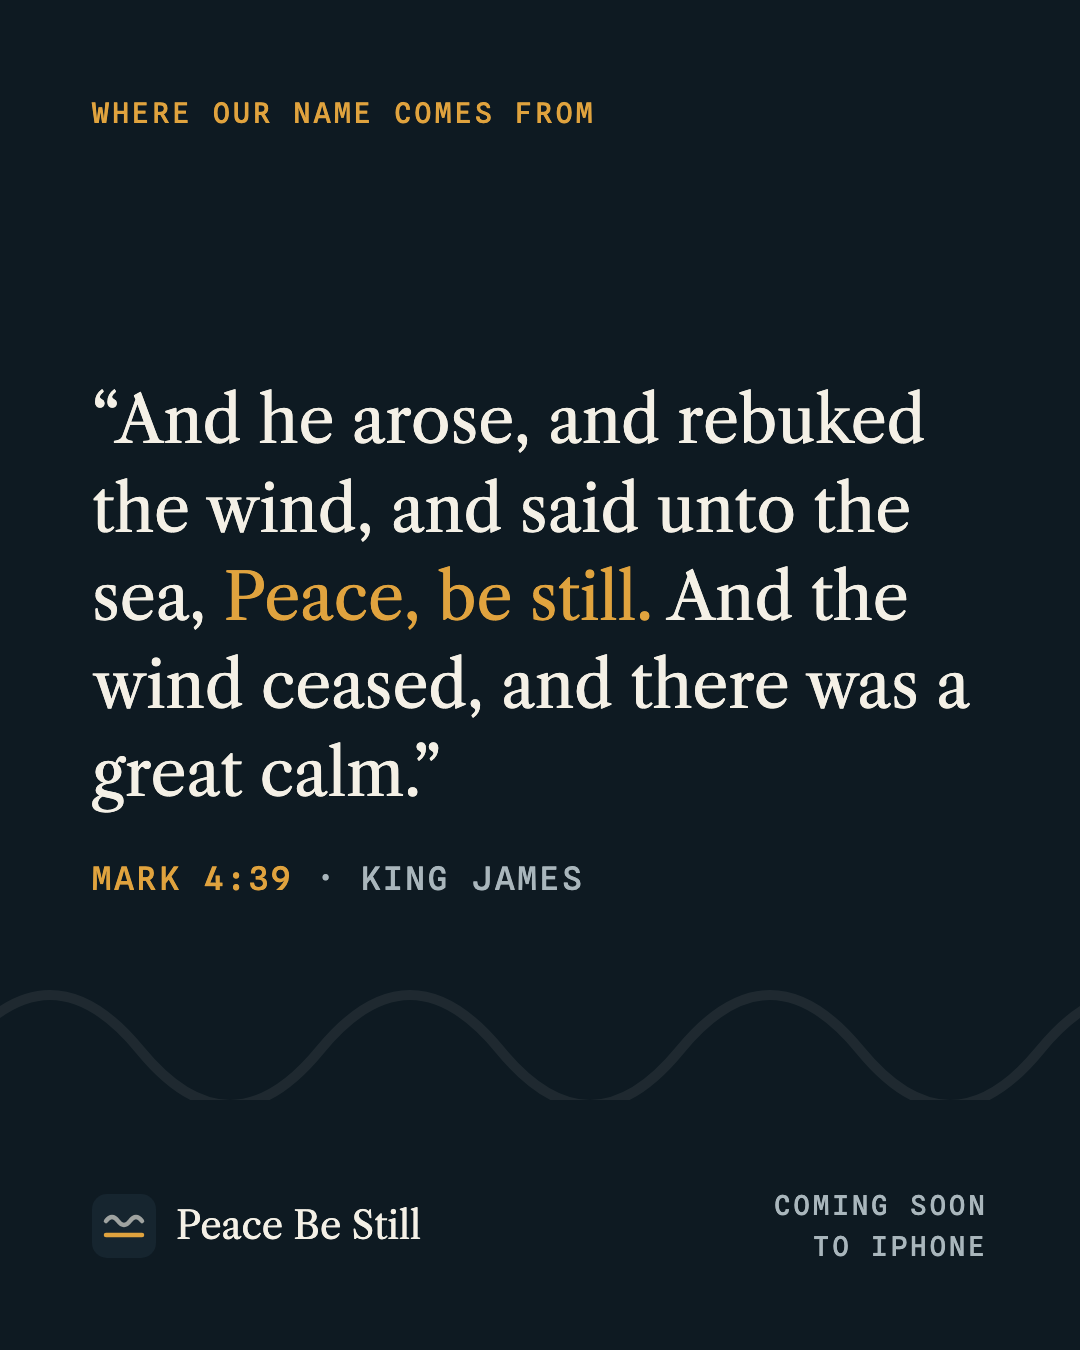 WHERE OUR NAME COMES FROM
“And he arose, and rebuked
the wind, and said unto the
sea, Peace, be still. And the
wind ceased, and there was a
great calm.”
MARK 4:39 · KING JAMES
Peace Be Still
COMING SOON
TO IPHONE